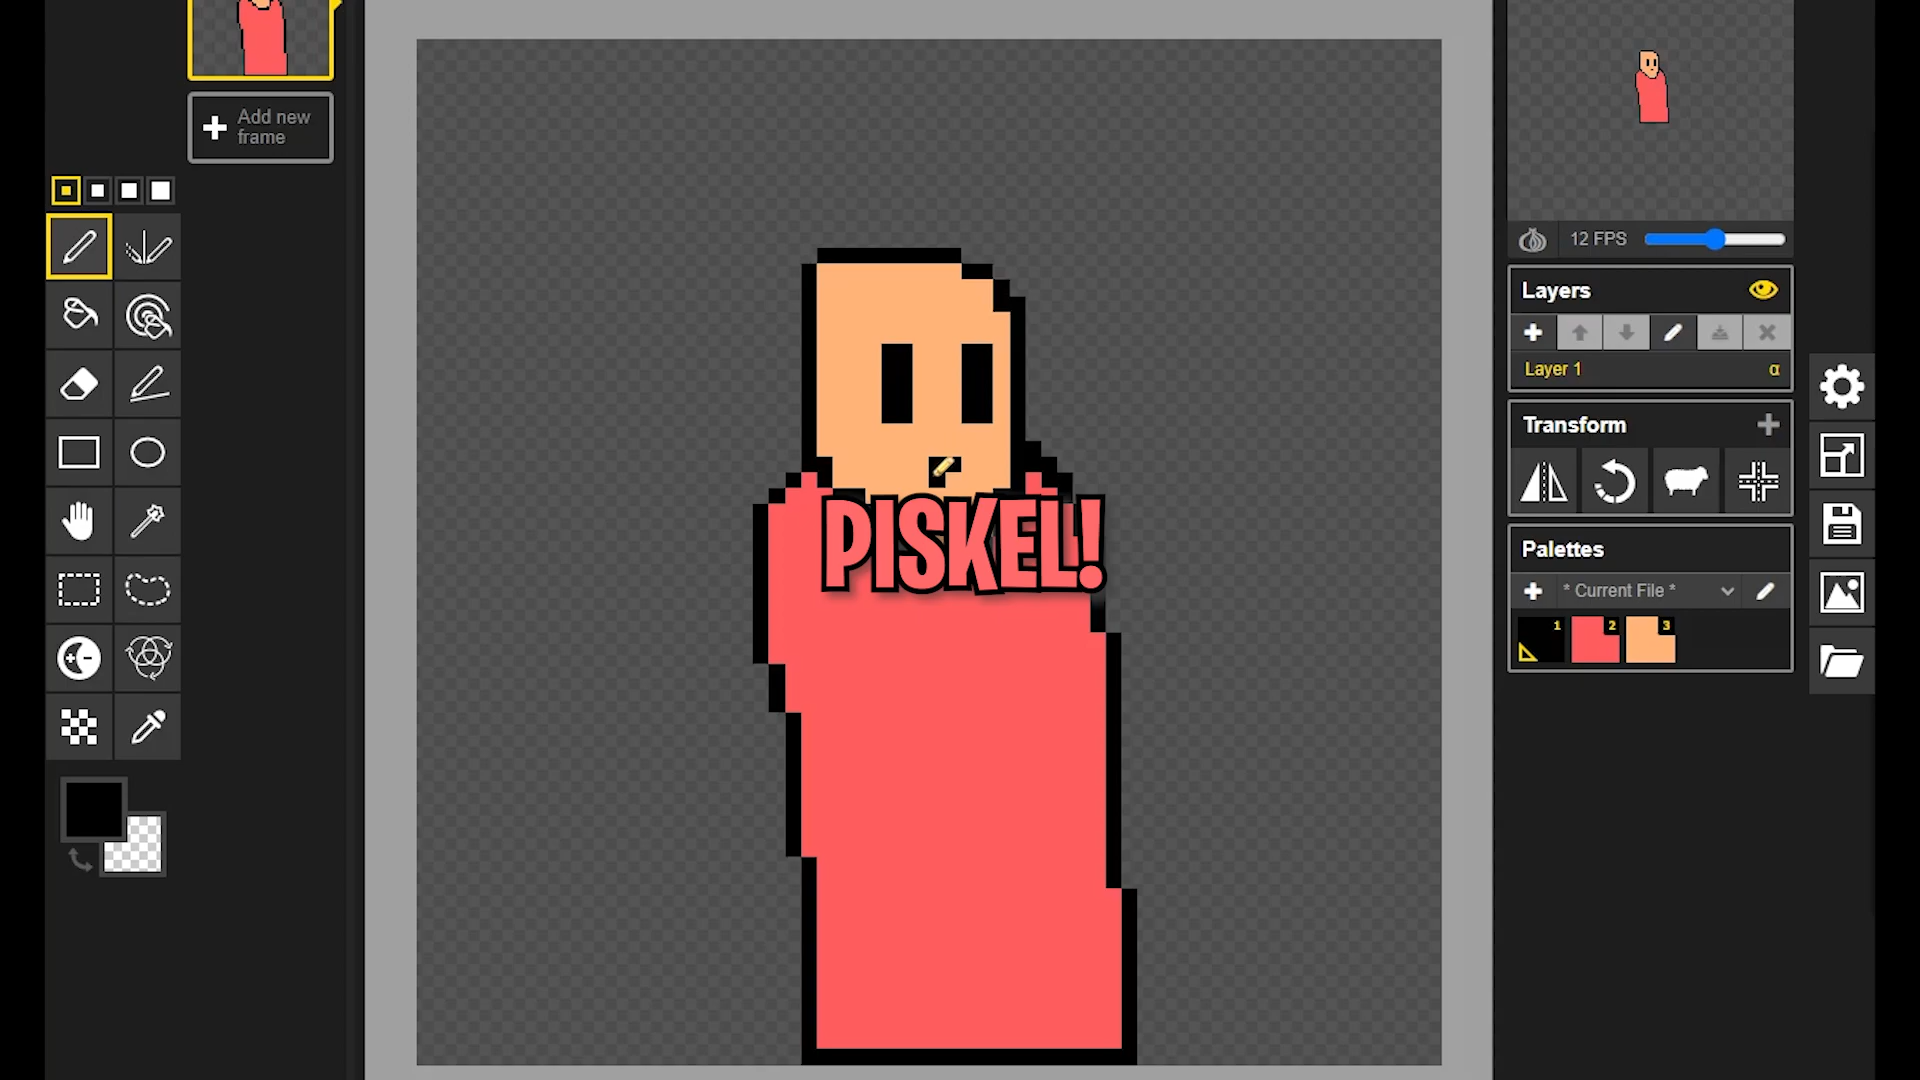 Add new
frame
12 FPS
Layers
Layer 1
α
Transform
PISKEL!
Palettes
* Current File *
1
2
3